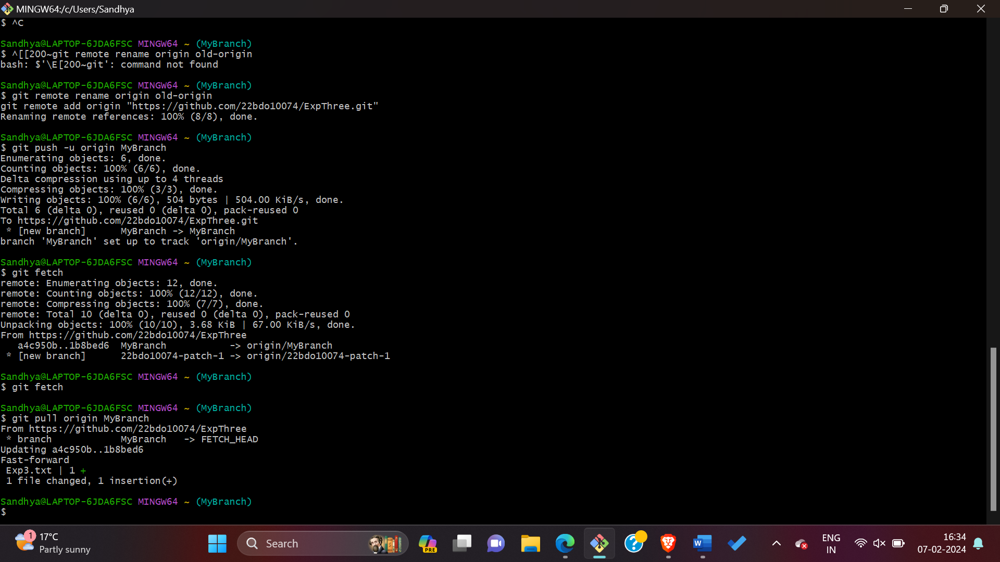 MINGW64:/c/Users/Sandhya
$ ^C
Sandhya@LAPTOP-6JDA6FSC MINGW64 ~ (MyBranch)
$ ^[[200~git remote rename origin old-origin
bash: $'\E[200~git': command not found
Sandhya@LAPTOP-6JDA6FSC MINGW64 ~ (MyBranch)
$ git remote rename origin old-origin
git remote add origin "https://github.com/22bdo10074/ExpThree.git"
Renaming remote references: 100% (8/8), done.
Sandhya@LAPTOP-6JDA6FSC MINGW64 ~ (MyBranch)
$ git push -u origin MyBranch
Enumerating objects: 6, done.
Counting objects: 100% (6/6), done.
Delta compression using up to 4 threads
Compressing objects: 100% (3/3), done.
Writing objects: 100% (6/6), 504 bytes | 504.00 KiB/s, done.
Total 6 (delta 0), reused 0 (delta 0), pack-reused 0
To https://github.com/22bdo10074/ExpThree.git
 * [new branch]      MyBranch -> MyBranch
branch 'MyBranch' set up to track 'origin/MyBranch'.
Sandhya@LAPTOP-6JDA6FSC MINGW64 ~ (MyBranch)
$ git fetch
remote: Enumerating objects: 12, done.
remote: Counting objects: 100% (12/12), done.
remote: Compressing objects: 100% (7/7), done.
remote: Total 10 (delta 0), reused 0 (delta 0), pack-reused 0
Unpacking objects: 100% (10/10), 3.68 KiB | 67.00 KiB/s, done.
From https://github.com/22bdo10074/ExpThree
   a4c950b..1b8bed6  MyBranch           -> origin/MyBranch
 * [new branch]      22bdo10074-patch-1 -> origin/22bdo10074-patch-1
Sandhya@LAPTOP-6JDA6FSC MINGW64 ~ (MyBranch)
$ git fetch
Sandhya@LAPTOP-6JDA6FSC MINGW64 ~ (MyBranch)
$ git pull origin MyBranch
From https://github.com/22bdo10074/ExpThree
 * branch            MyBranch   -> FETCH_HEAD
Updating a4c950b..1b8bed6
Fast-forward
 Exp3.txt | 1 +
 1 file changed, 1 insertion(+)
Sandhya@LAPTOP-6JDA6FSC MINGW64 ~ (MyBranch)
$
1
17°C
Partly sunny
Search
PRE
W
ENG
IN
16:34
07-02-2024